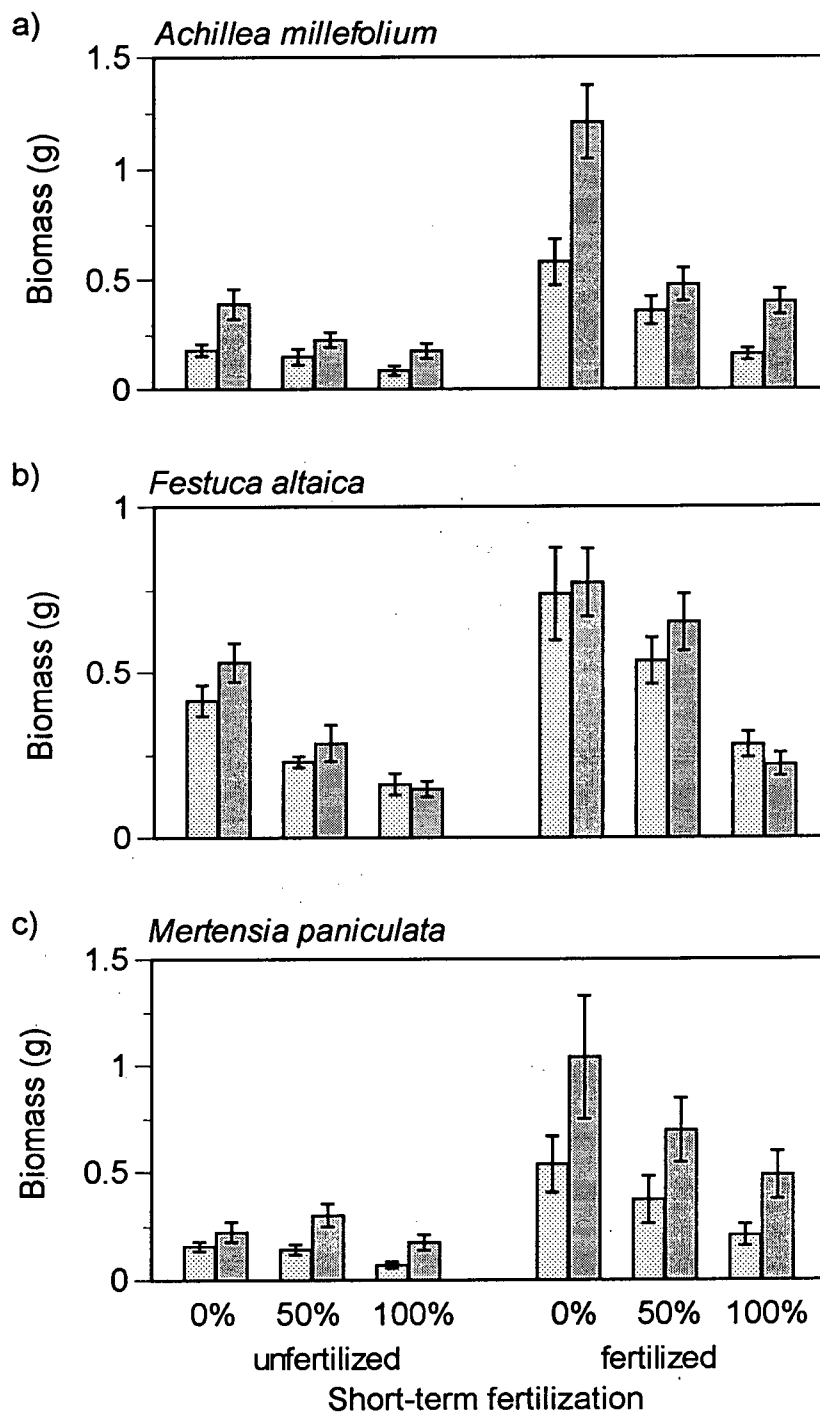 a) Achillea millefolium
1.5
1
0.5
0
Biomass (g)
b) Festuca altaica
1
0.5
0
Biomass (g)
c) Mertensia paniculata
1.5
1
0.5
0
Biomass (g)
0% 50% 100% 0% 50% 100%
unfertilized fertilized
Short-term fertilization